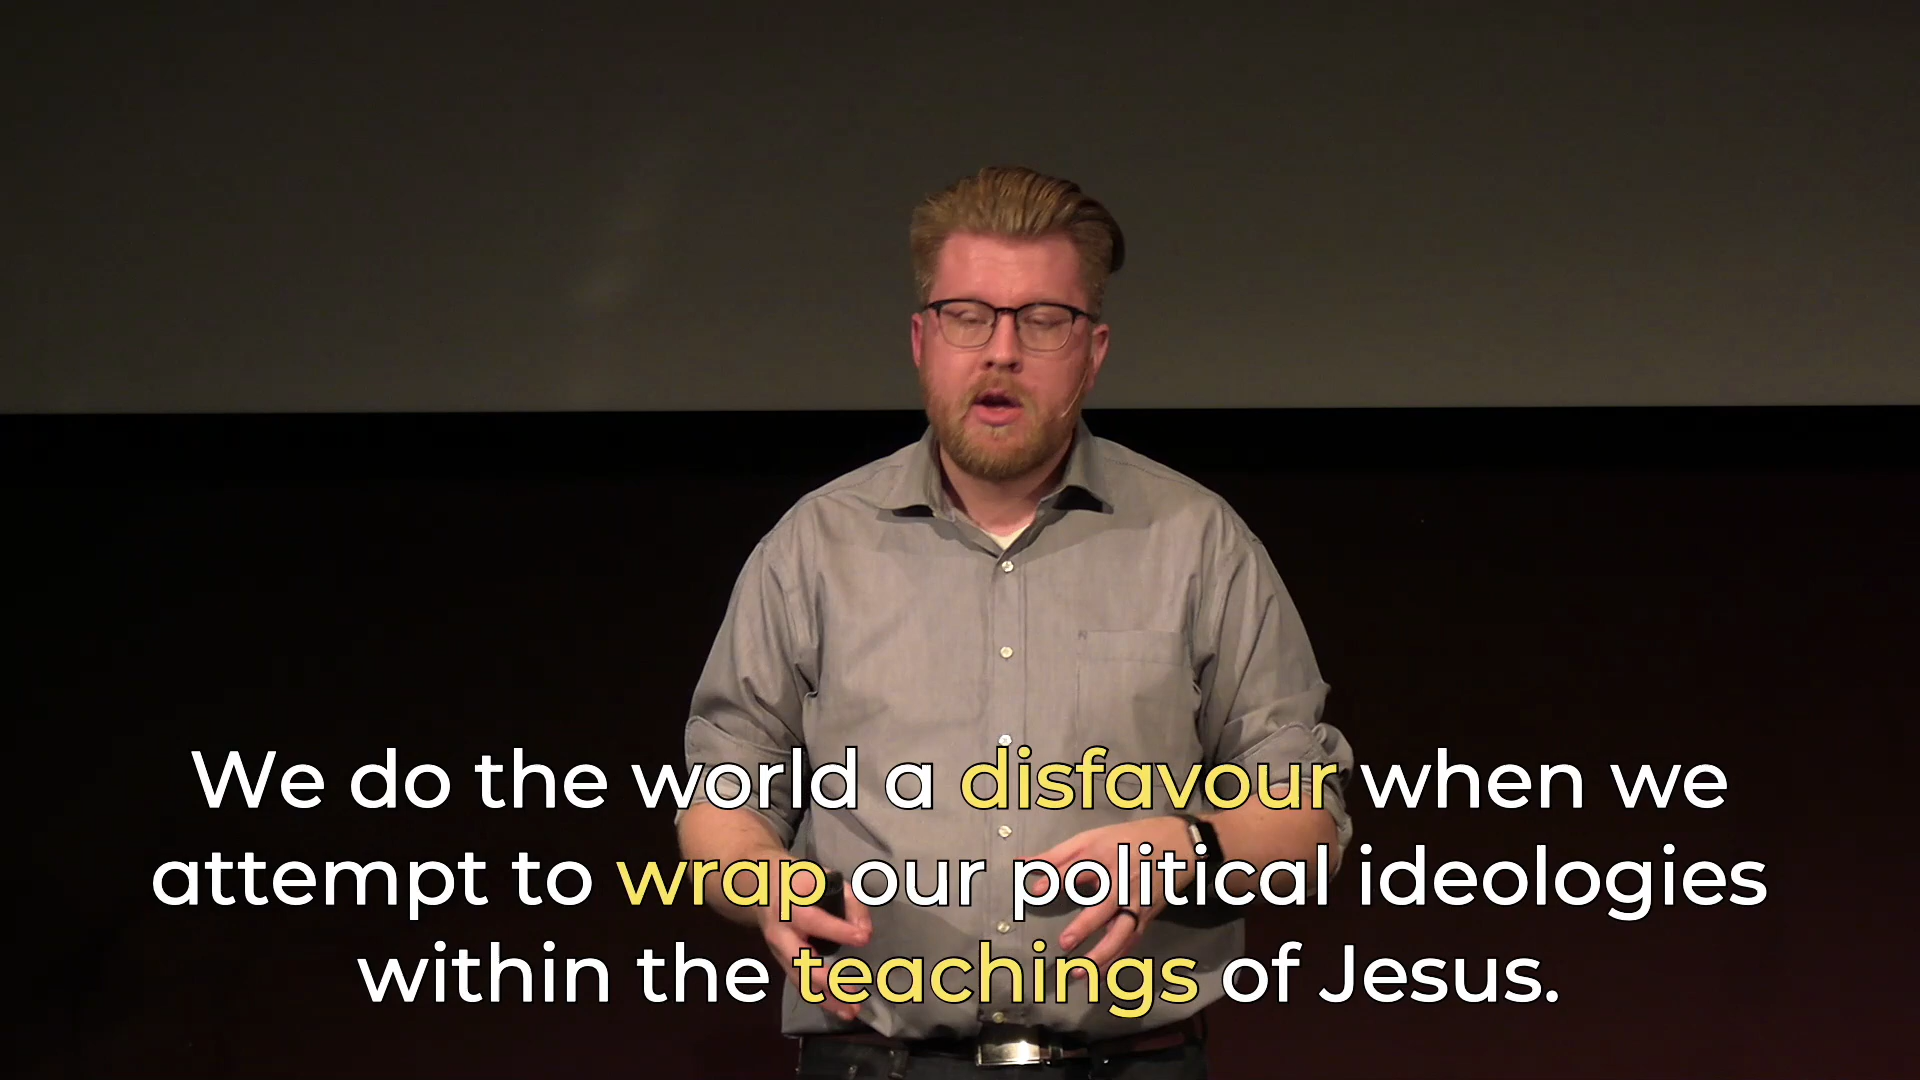 We do the world a disfavour when we
attempt to wrap our political ideologies
within the teachings of Jesus.